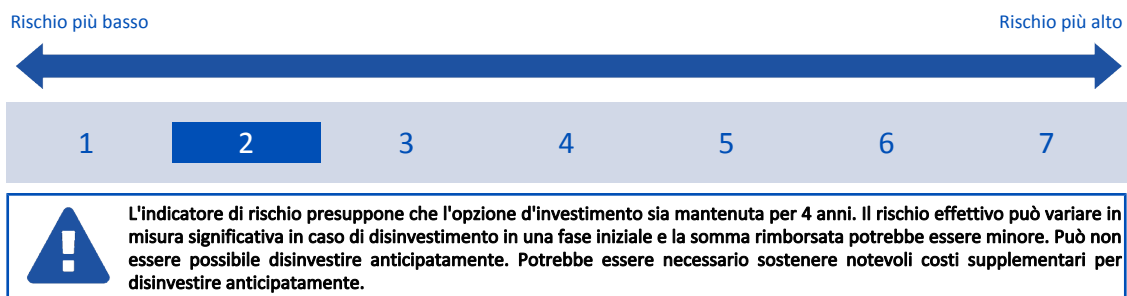 Rischio più basso Rischio più alto
1 2 3 4 5 6 7
L'indicatore di rischio presuppone che l'opzione d'investimento sia mantenuta per 4 anni. Il rischio effettivo può variare in
misura significativa in caso di disinvestimento in una fase iniziale e la somma rimborsata potrebbe essere minore. Può non
essere possibile disinvestire anticipatamente. Potrebbe essere necessario sostenere notevoli costi supplementari per
disinvestire anticipatamente.